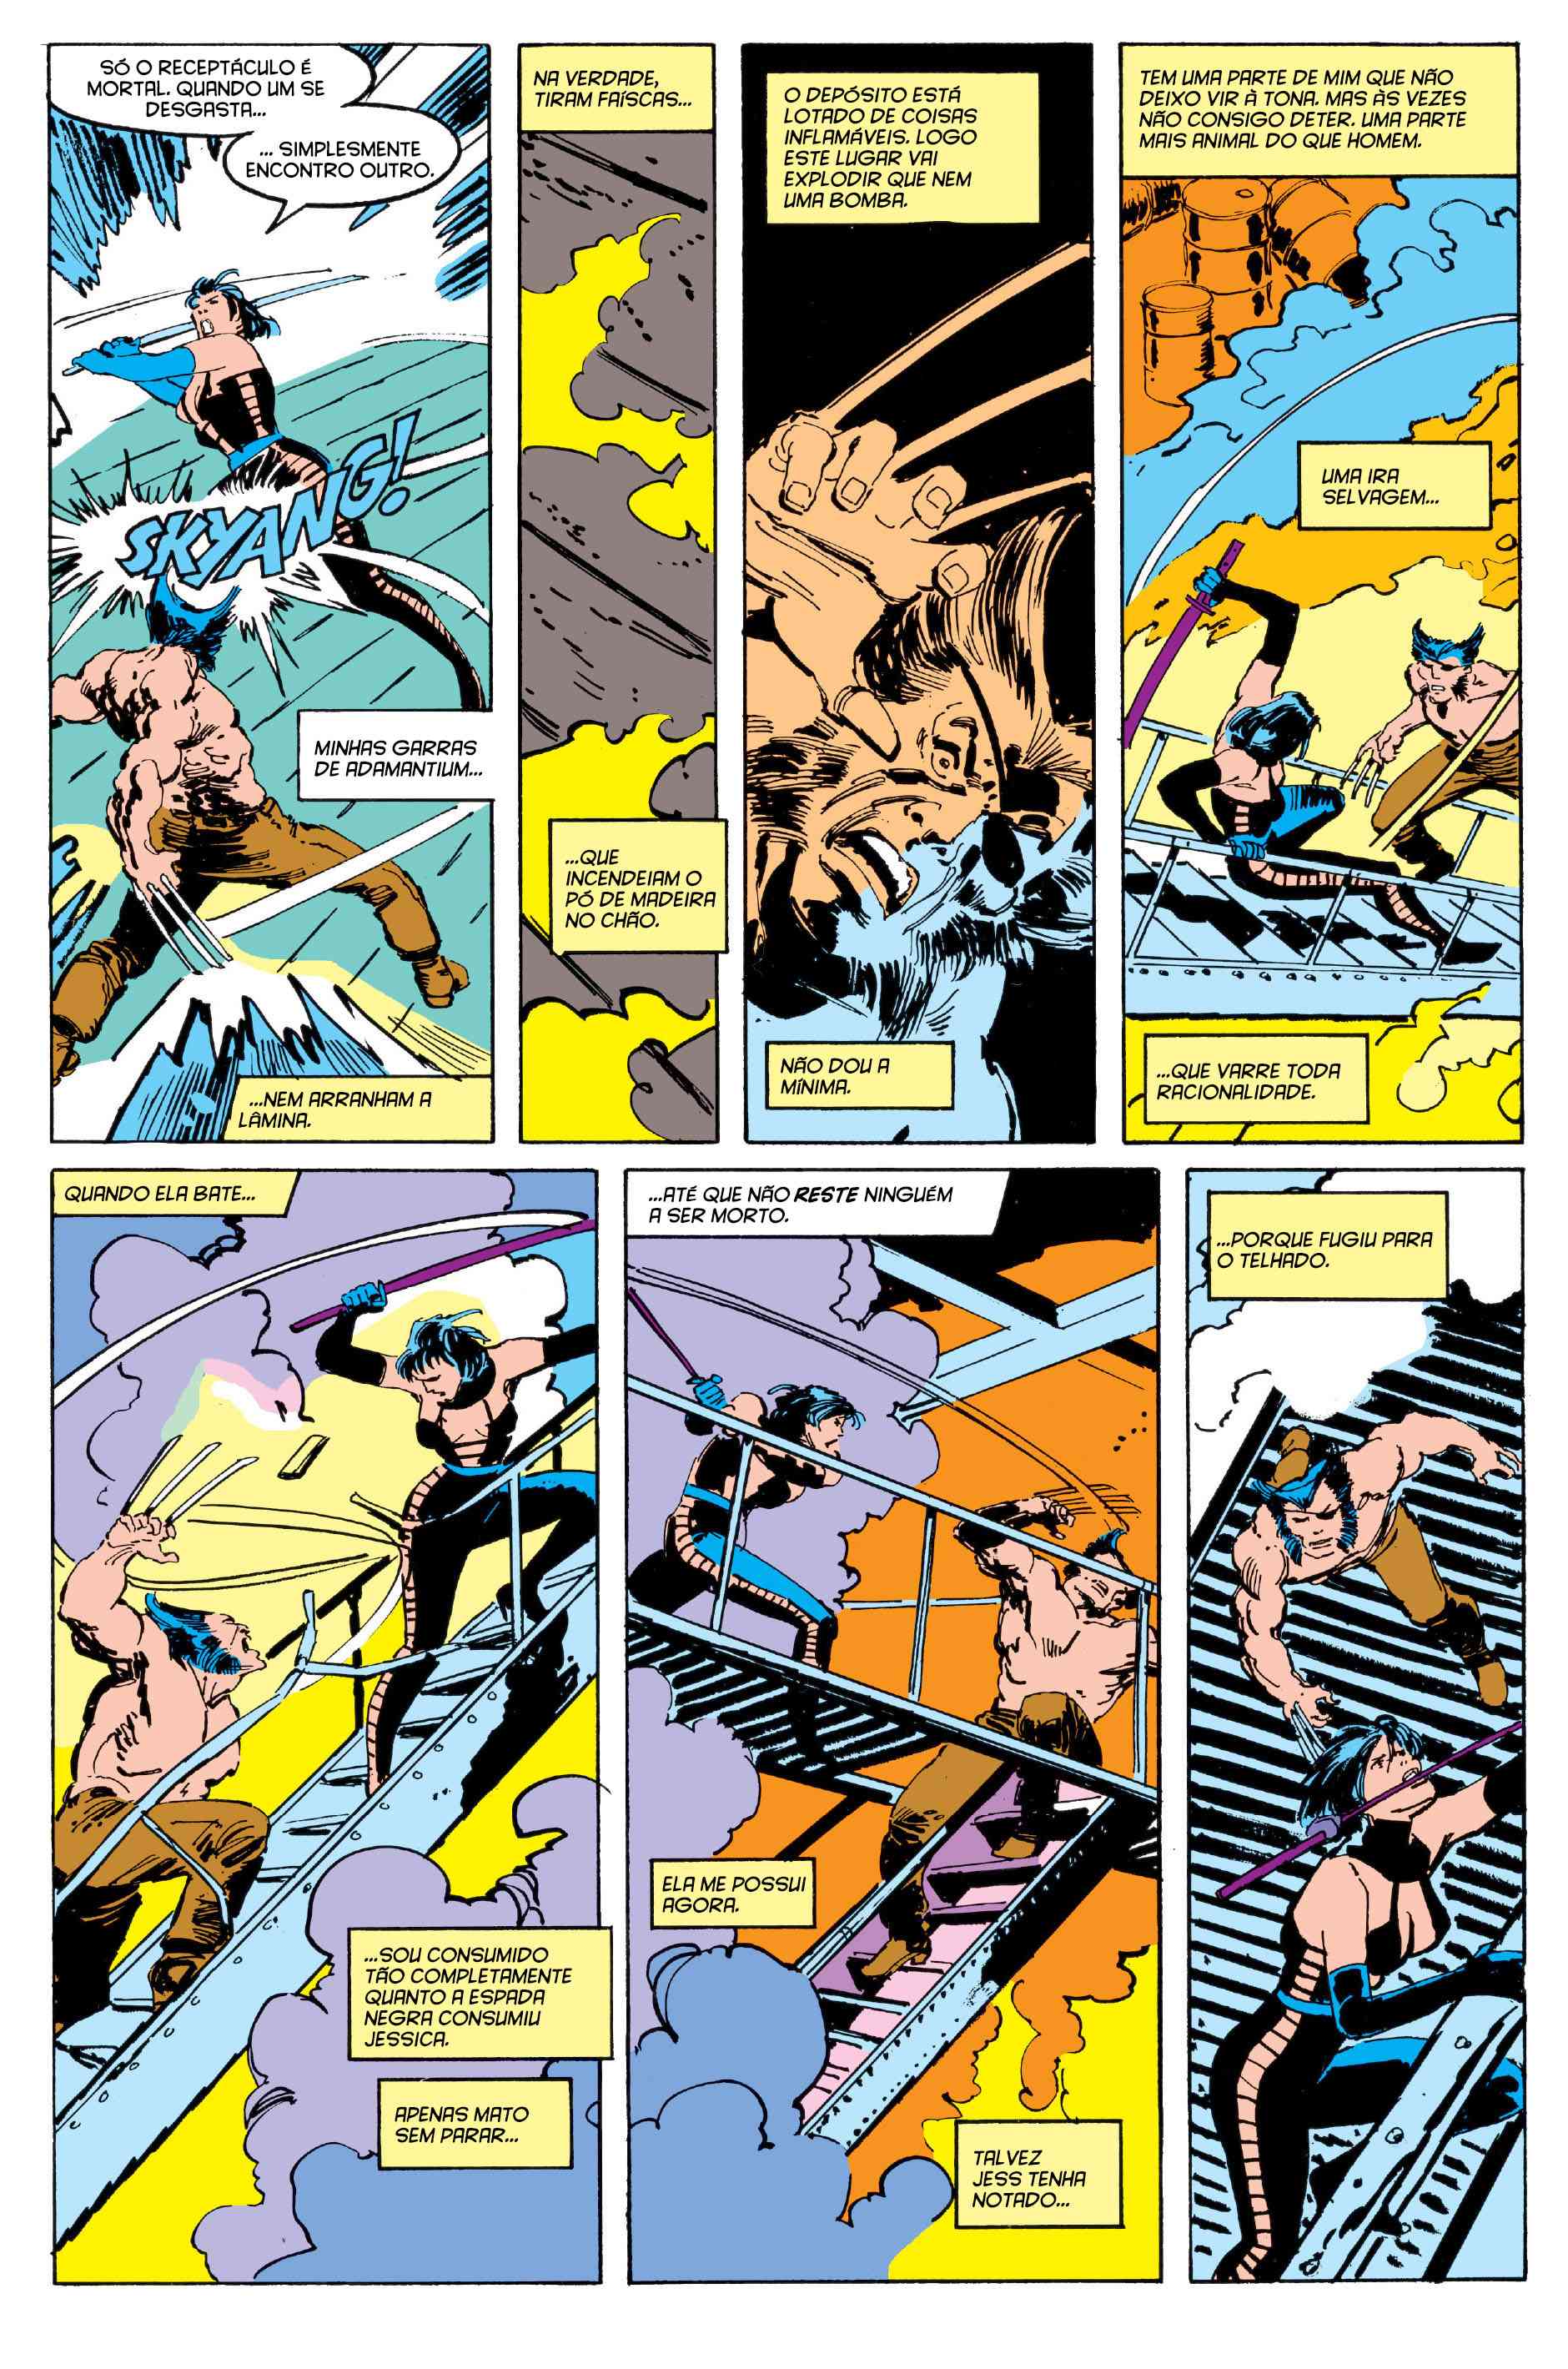 SÓ O RECEPTÁCULO É
MORTAL. QUANDO UM SE
DESGASTA...
... SIMPLESMENTE
ENCONTRO OUTRO.
SKYANG!
MINHAS GARRAS
DE ADAMANTIUM...
...NEM ARRANHAM A
LÂMINA.
NA VERDADE,
TIRAM FAÍSCAS...
...QUE
INCENDEIAM O
PÓ DE MADEIRA
NO CHÃO.
O DEPÓSITO ESTÁ
LOTADO DE COISAS
INFLAMÁVEIS. LOGO
ESTE LUGAR VAI
EXPLODIR QUE NEM
UMA BOMBA.
NÃO DOU A
MÍNIMA.
TEM UMA PARTE DE MIM QUE NÃO
DEIXO VIR À TONA. MAS ÀS VEZES
NÃO CONSIGO DETER. UMA PARTE
MAIS ANIMAL DO QUE HOMEM.
UMA IRA
SELVAGEM...
...QUE VARRE TODA
RACIONALIDADE.
QUANDO ELA BATE...
...SOU CONSUMIDO
TÃO COMPLETAMENTE
QUANTO A ESPADA
NEGRA CONSUMIU
JESSICA.
APENAS MATO
SEM PARAR...
...ATÉ QUE NÃO RESTE NINGUÉM
A SER MORTO.
ELA ME POSSUI
AGORA.
TALVEZ
JESS TENHA
NOTADO...
...PORQUE FUGIU PARA
O TELHADO.